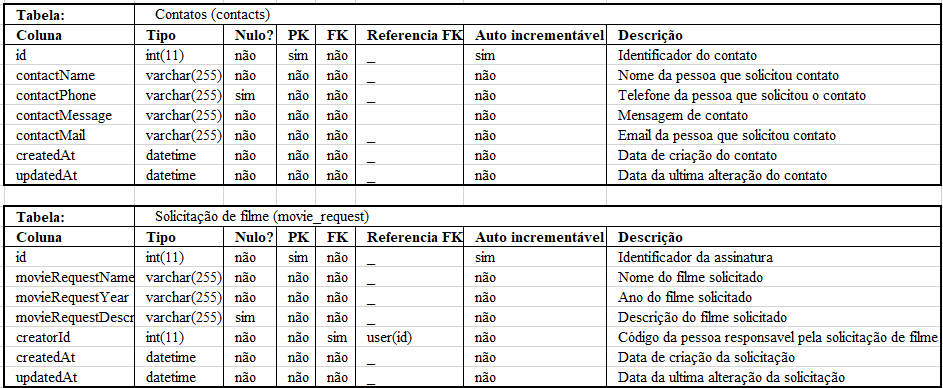 Tabela: Contatos (contacts)
Coluna Tipo Nulo? PK FK Referencia FK Auto incrementável Descrição
id int(11) não sim não _ sim Identificador do contato
contactName varchar(255) não não não _ não Nome da pessoa que solicitou contato
contactPhone varchar(255) sim não não _ não Telefone da pessoa que solicitou o contato
contactMessage varchar(255) não não não _ não Mensagem de contato
contactMail varchar(255) não não não _ não Email da pessoa que solicitou contato
createdAt datetime não não não _ não Data de criação do contato
updatedAt datetime não não não _ não Data da ultima alteração do contato
Tabela: Solicitação de filme (movie_request)
Coluna Tipo Nulo? PK FK Referencia FK Auto incrementável Descrição
id int(11) não sim não _ sim Identificador da assinatura
movieRequestName varchar(255) não não não _ não Nome do filme solicitado
movieRequestYear varchar(255) não não não _ não Ano do filme solicitado
movieRequestDescr varchar(255) sim não não _ não Descrição do filme solicitado
creatorId int(11) não não sim user(id) não Código da pessoa responsavel pela solicitação de filme
createdAt datetime não não não _ não Data de criação da solicitação
updatedAt datetime não não não _ não Data da ultima alteração da solicitação